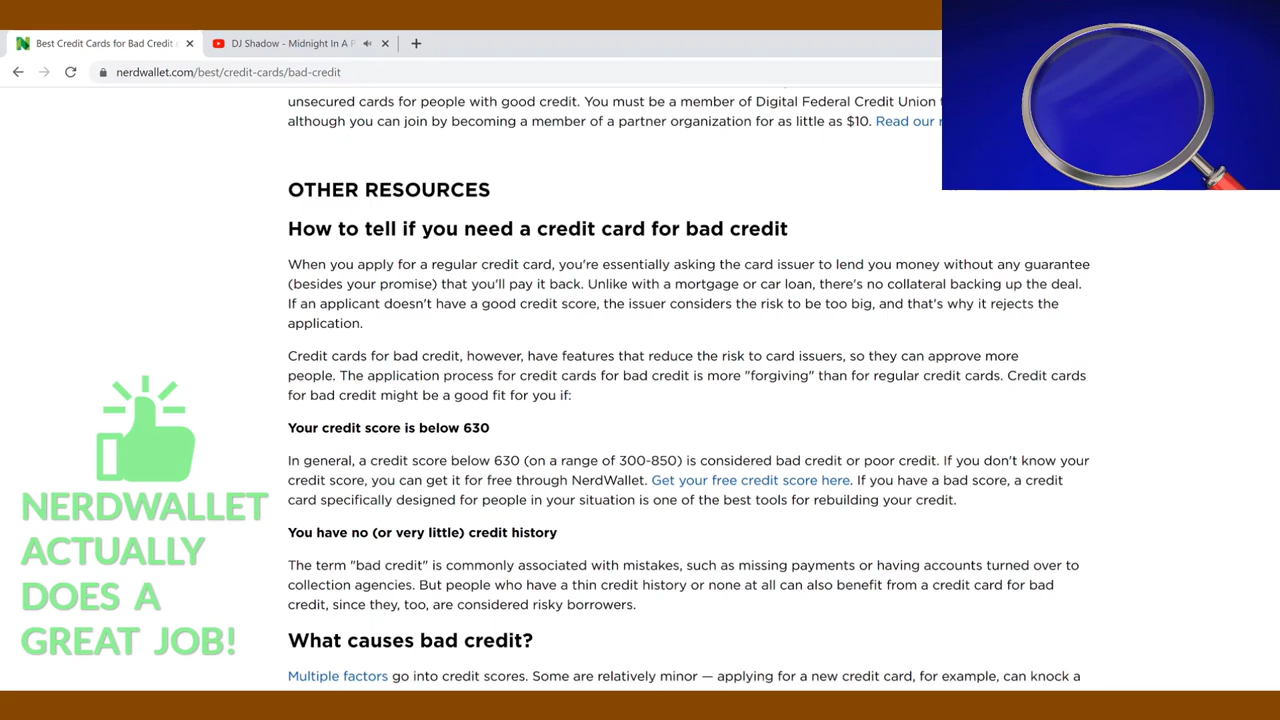 Best Credit Cards for Bad Credit
DJ Shadow - Midnight In A P
nerdwallet.com/best/credit-cards/bad-credit
unsecured cards for people with good credit. You must be a member of Digital Federal Credit Union
although you can join by becoming a member of a partner organization for as little as $10. Read our
OTHER RESOURCES
How to tell if you need a credit card for bad credit
When you apply for a regular credit card, you're essentially asking the card issuer to lend you money without any guarantee
(besides your promise) that you'll pay it back. Unlike with a mortgage or car loan, there's no collateral backing up the deal.
If an applicant doesn't have a good credit score, the issuer considers the risk to be too big, and that's why it rejects the
application.
Credit cards for bad credit, however, have features that reduce the risk to card issuers, so they can approve more
people. The application process for credit cards for bad credit is more "forgiving" than for regular credit cards. Credit cards
for bad credit might be a good fit for you if:
Your credit score is below 630
In general, a credit score below 630 (on a range of 300-850) is considered bad credit or poor credit. If you don't know your
credit score, you can get it for free through NerdWallet. Get your free credit score here. If you have a bad score, a credit
card specifically designed for people in your situation is one of the best tools for rebuilding your credit.
You have no (or very little) credit history
The term "bad credit" is commonly associated with mistakes, such as missing payments or having accounts turned over to
collection agencies. But people who have a thin credit history or none at all can also benefit from a credit card for bad
credit, since they, too, are considered risky borrowers.
What causes bad credit?
Multiple factors go into credit scores. Some are relatively minor — applying for a new credit card, for example, can knock a
NERDWALLET
ACTUALLY
DOES A
GREAT JOB!